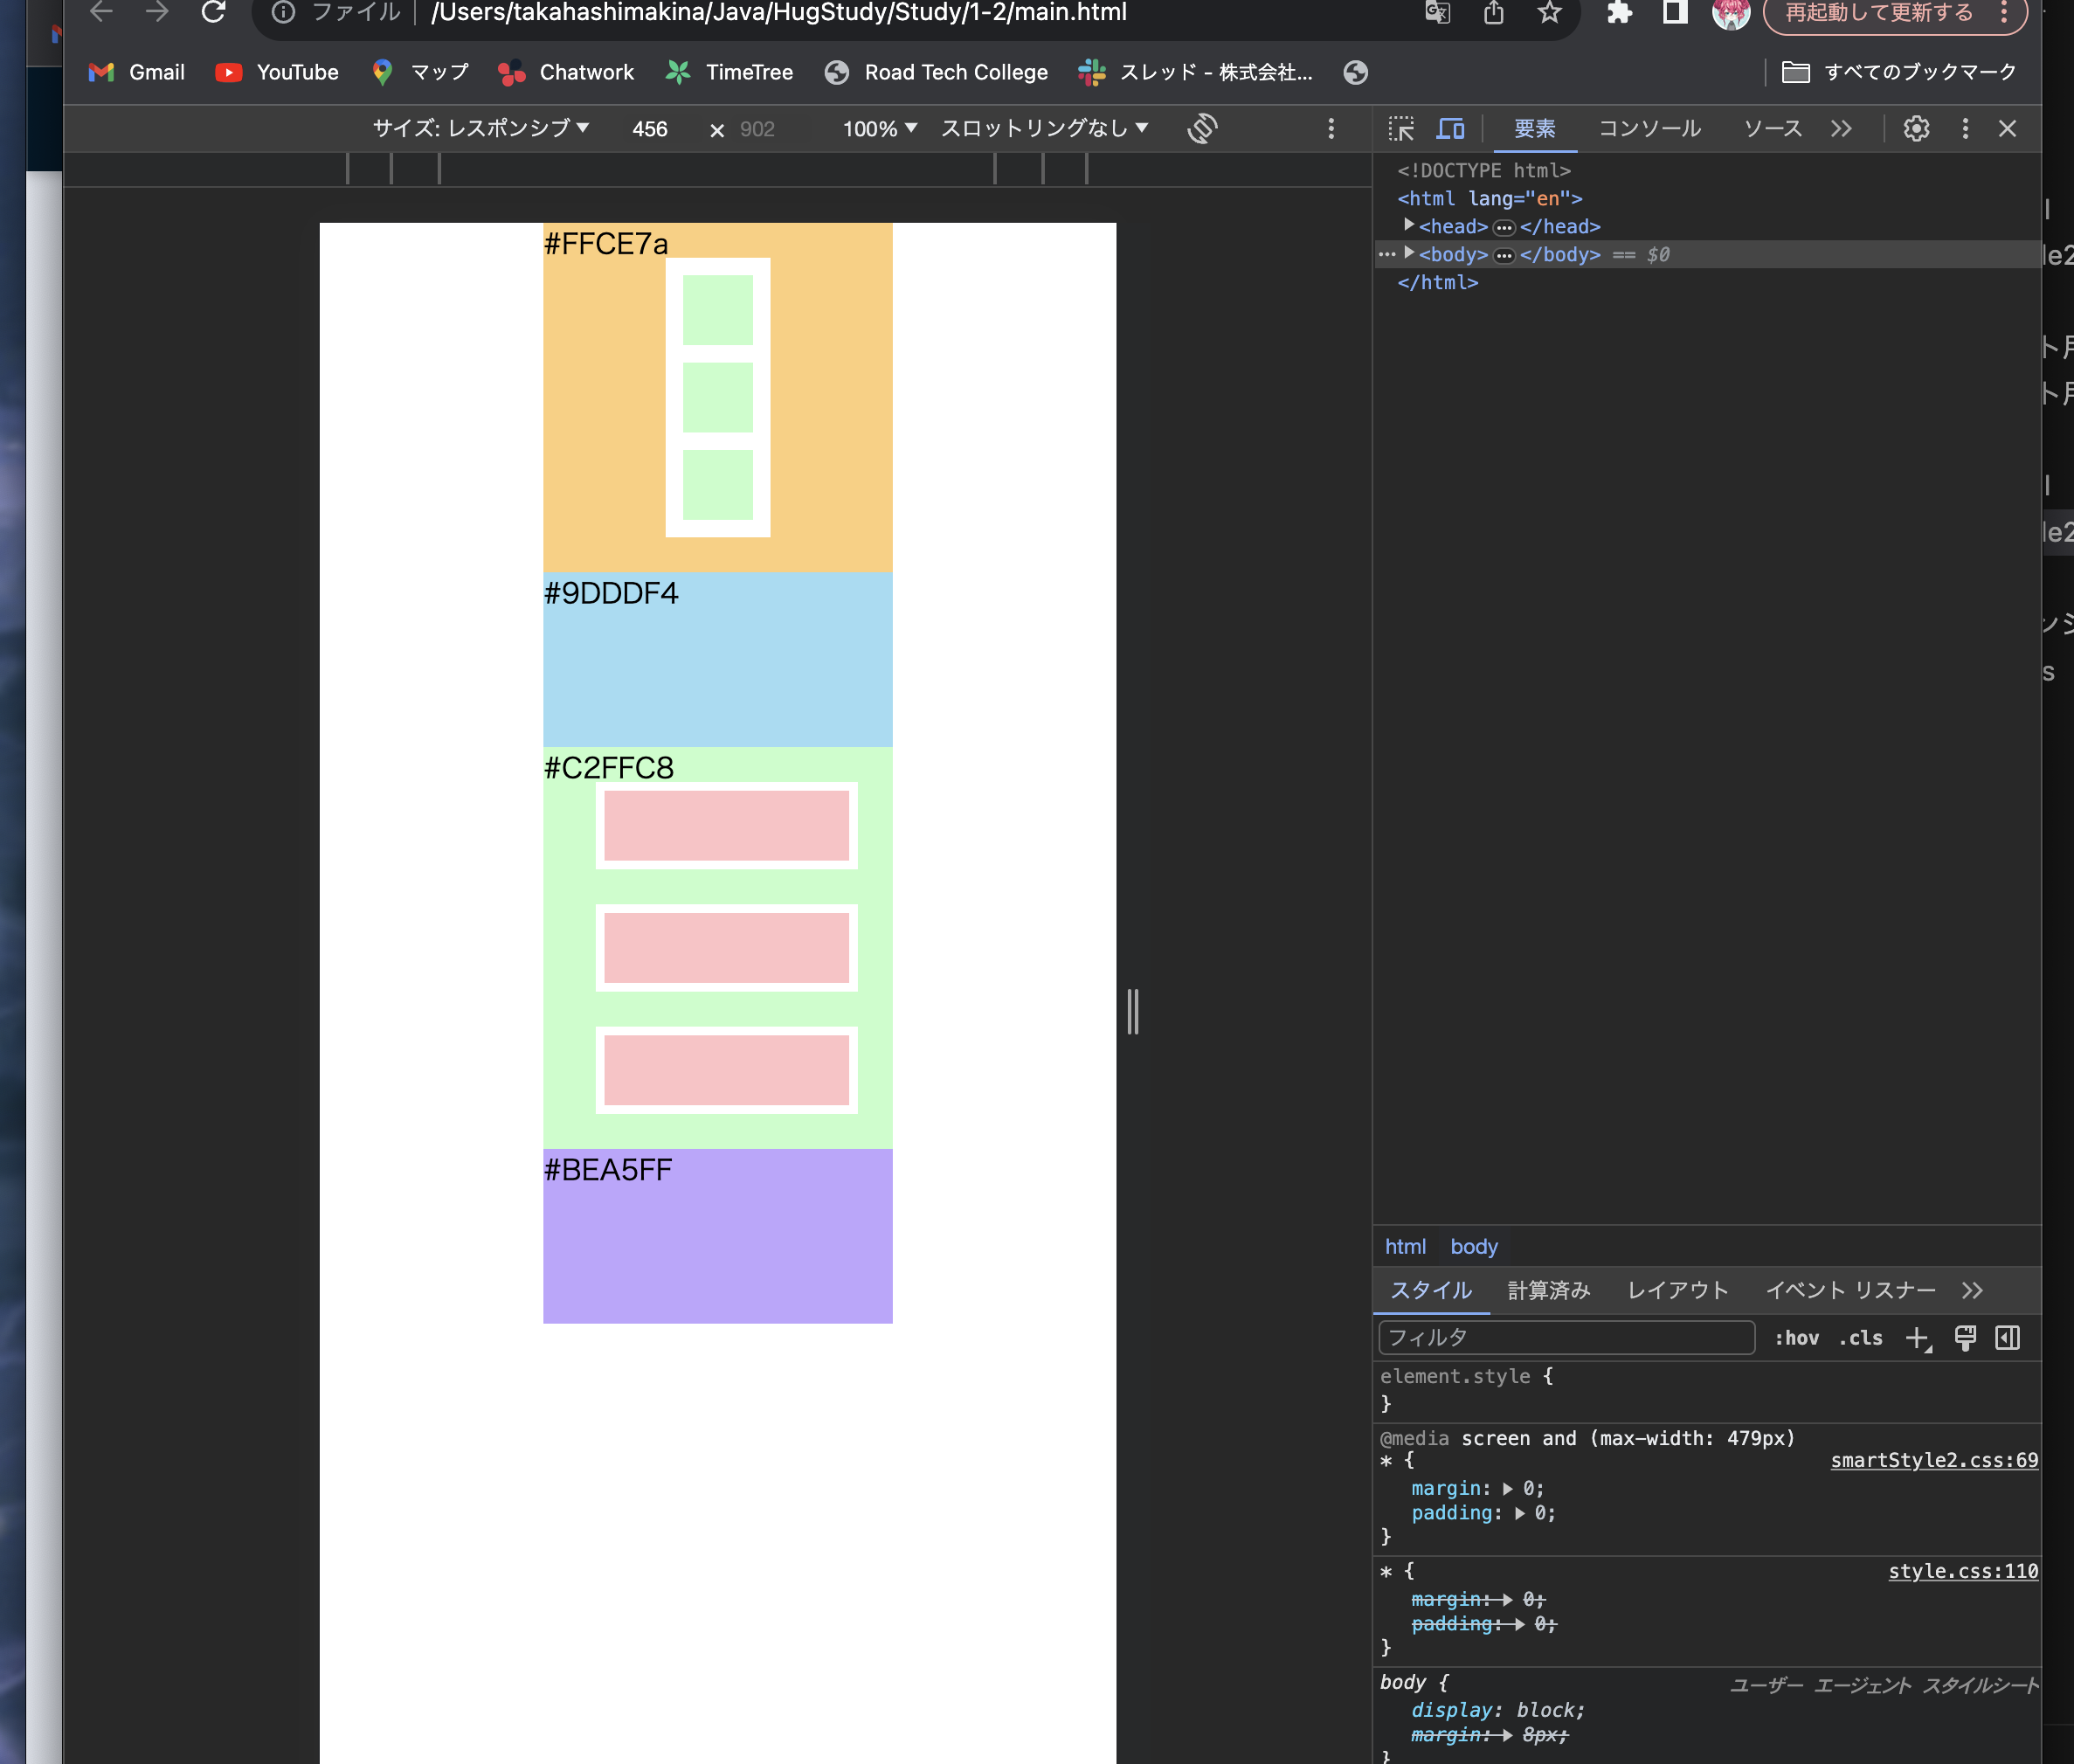 ファイル /Users/takahashimakina/Java/HugStudy/Study/1-2/main.html 再起動して更新する
Gmail YouTube マップ Chatwork TimeTree Road Tech College スレッド - 株式会社... すべてのブックマーク
サイズ: レスポンシブ 456 × 902 100% スロットリングなし 要素 コンソール ソース
#FFCE7a
#9DDDF4
#C2FFC8
#BEA5FF
<!DOCTYPE html>
<html lang="en">
<head> ••• </head>
••• <body> ••• </body> == $0
</html>
html body
スタイル 計算済み レイアウト イベント リスナー
フィルタ :hov .cls
element.style {
}
@media screen and (max-width: 479px)
* { smartStyle2.css:69
margin: 0;
padding: 0;
}
* { style.css:110
margin: 0;
padding: 0;
}
body { ユーザー エージェント スタイルシート
display: block;
margin: 8px;
}